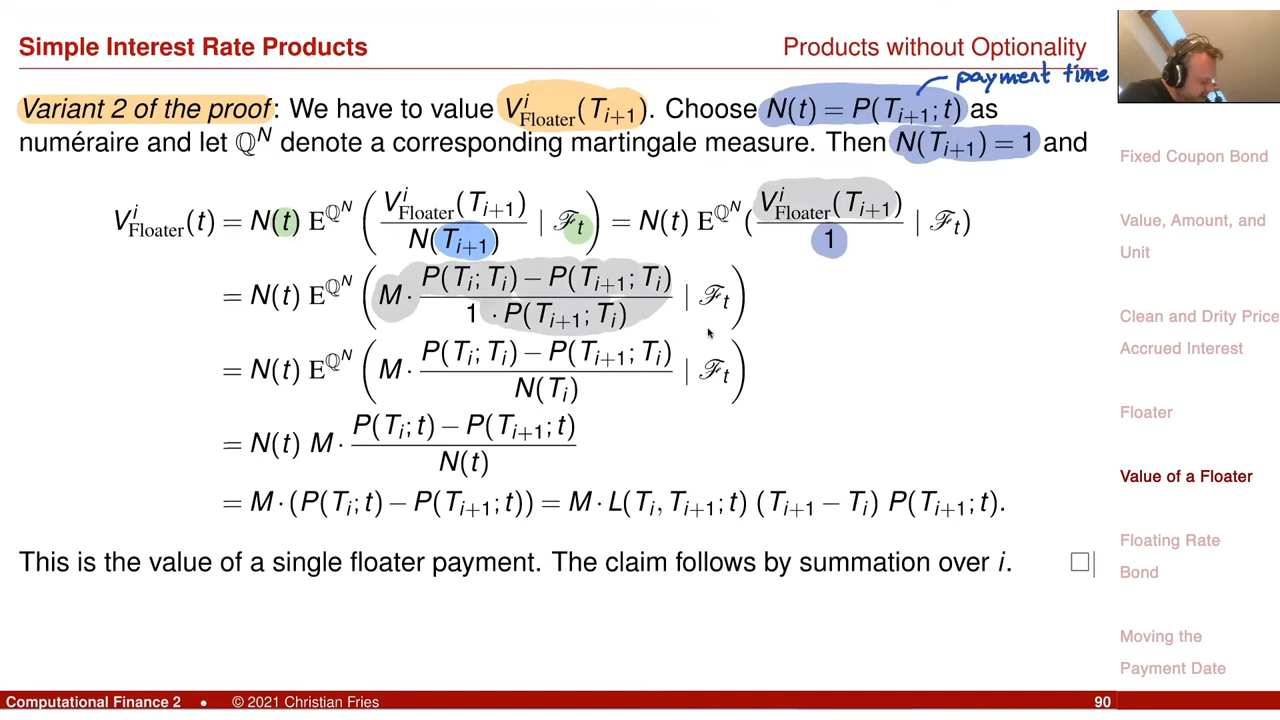 Simple Interest Rate Products
Products without Optionality
payment time
Variant 2 of the proof: We have to value V^i_Floater(T_{i+1}). Choose N(t) = P(T_{i+1}; t) as
numéraire and let ℚ^N denote a corresponding martingale measure. Then N(T_{i+1}) = 1 and
V^i_Floater(t) = N(t) E^{ℚ^N} ( V^i_Floater(T_{i+1}) / N(T_{i+1}) | ℱ_t ) = N(t) E^{ℚ^N} ( V^i_Floater(T_{i+1}) / 1 | ℱ_t )
= N(t) E^{ℚ^N} ( M · (P(T_i; T_i) − P(T_{i+1}; T_i)) / (1 · P(T_{i+1}; T_i)) | ℱ_t )
= N(t) E^{ℚ^N} ( M · (P(T_i; T_i) − P(T_{i+1}; T_i)) / N(T_i) | ℱ_t )
= N(t) M · (P(T_i; t) − P(T_{i+1}; t)) / N(t)
= M · (P(T_i; t) − P(T_{i+1}; t)) = M · L(T_i, T_{i+1}; t) (T_{i+1} − T_i) P(T_{i+1}; t).
This is the value of a single floater payment. The claim follows by summation over i. □
Fixed Coupon Bond
Value, Amount, and
Unit
Clean and Drity Price
Accrued Interest
Floater
Value of a Floater
Floating Rate
Bond
Moving the
Payment Date
Computational Finance 2 • © 2021 Christian Fries 90